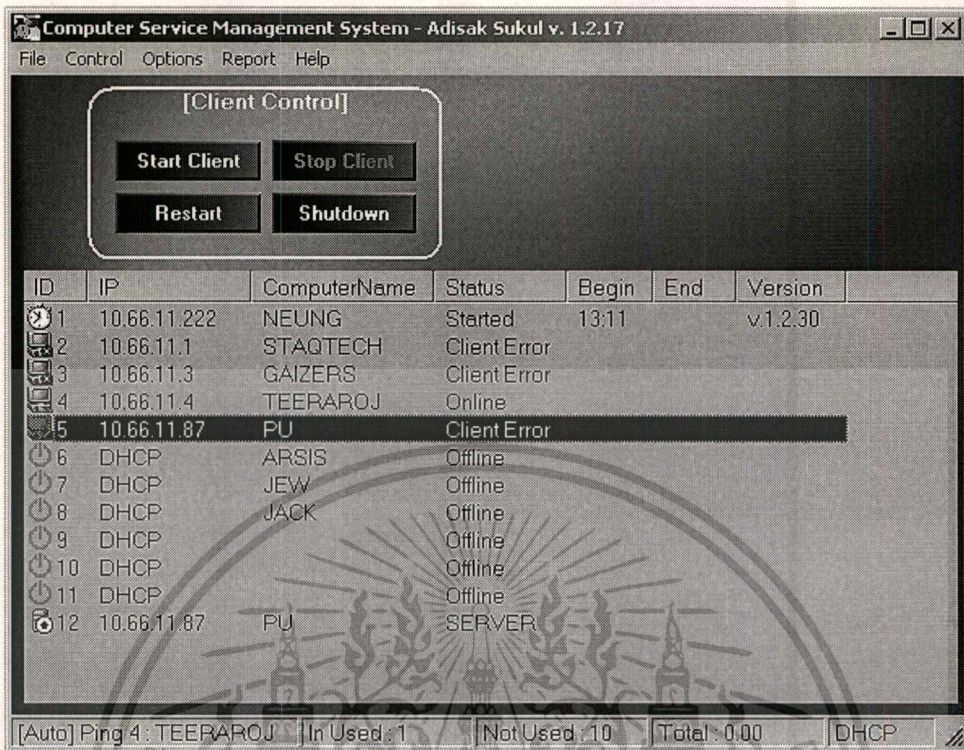 Computer Service Management System - Adisak Sukul v. 1.2.17
File Control Options Report Help
[Client Control]
Start Client Stop Client
Restart Shutdown
ID IP ComputerName Status Begin End Version
1 10.66.11.222 NEUNG Started 13:11 v.1.2.30
2 10.66.11.1 STAQTECH Client Error
3 10.66.11.3 GAIZERS Client Error
4 10.66.11.4 TEERAROJ Online
5 10.66.11.87 PU Client Error
6 DHCP ARSIS Offline
7 DHCP JEW Offline
8 DHCP JACK Offline
9 DHCP Offline
10 DHCP Offline
11 DHCP Offline
12 10.66.11.87 PU SERVER
[Auto] Ping 4 : TEERAROJ In Used : 1 Not Used : 10 Total : 0.00 DHCP